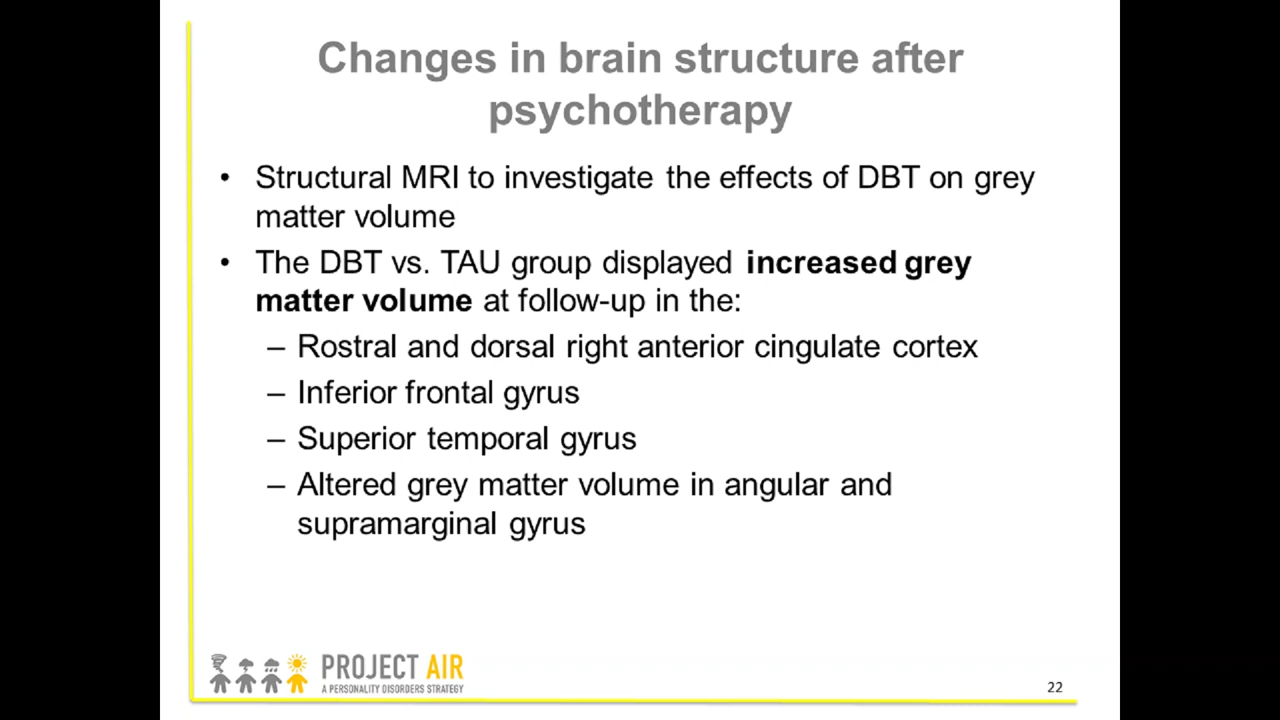 Changes in brain structure after
psychotherapy
• Structural MRI to investigate the effects of DBT on grey
matter volume
• The DBT vs. TAU group displayed increased grey
matter volume at follow-up in the:
– Rostral and dorsal right anterior cingulate cortex
– Inferior frontal gyrus
– Superior temporal gyrus
– Altered grey matter volume in angular and
supramarginal gyrus
PROJECT AIR
A PERSONALITY DISORDERS STRATEGY
22